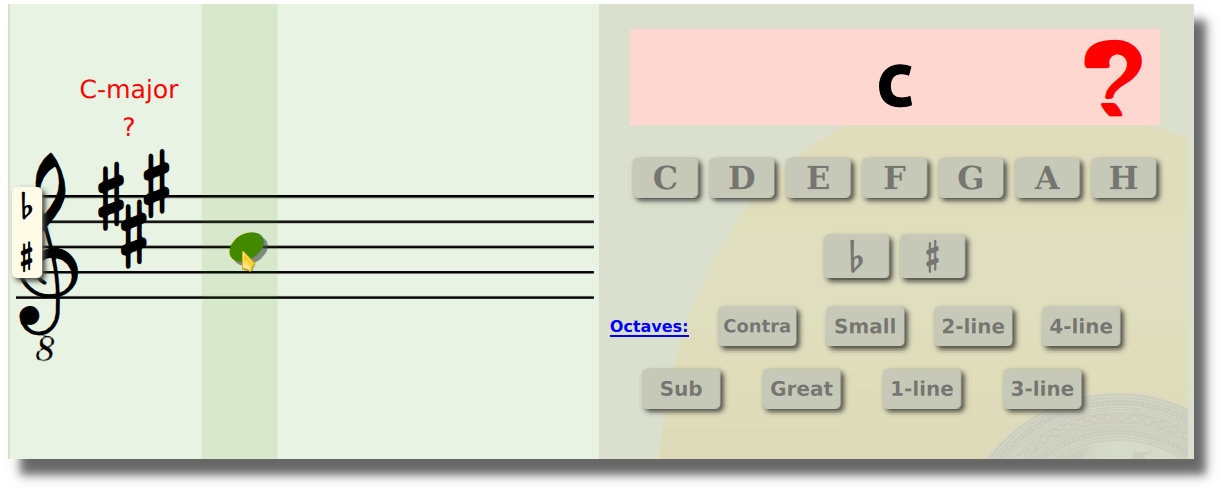 C-major
?
8
c ?
C D E F G A H
♭ ♯
♭ ♯
Octaves: Contra Small 2-line 4-line
Sub Great 1-line 3-line